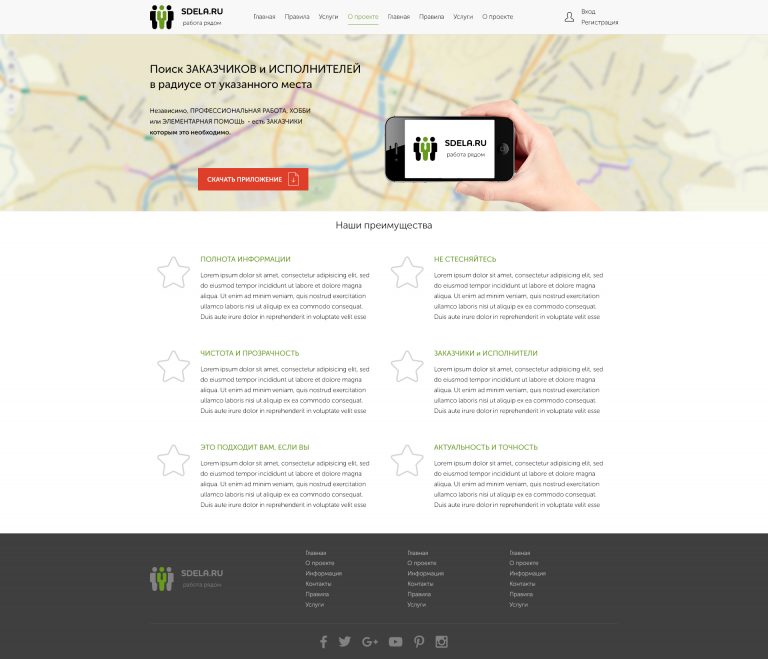 SDELA.RU
работа рядом
Главная Правила Услуги О проекте Главная Правила Услуги О проекте
Вход
Регистрация
Поиск ЗАКАЗЧИКОВ и ИСПОЛНИТЕЛЕЙ
в радиусе от указанного места
Независимо, ПРОФЕССИОНАЛЬНАЯ РАБОТА, ХОББИ
или ЭЛЕМЕНТАРНАЯ ПОМОЩЬ - есть ЗАКАЗЧИКИ
которым это необходимо.
СКАЧАТЬ ПРИЛОЖЕНИЕ
SDELA.RU
работа рядом
Наши преимущества
ПОЛНОТА ИНФОРМАЦИИ
Lorem ipsum dolor sit amet, consectetur adipisicing elit, sed
do eiusmod tempor incididunt ut labore et dolore magna
aliqua. Ut enim ad minim veniam, quis nostrud exercitation
ullamco laboris nisi ut aliquip ex ea commodo consequat.
Duis aute irure dolor in reprehenderit in voluptate velit esse
НЕ СТЕСНЯЙТЕСЬ
Lorem ipsum dolor sit amet, consectetur adipisicing elit, sed
do eiusmod tempor incididunt ut labore et dolore magna
aliqua. Ut enim ad minim veniam, quis nostrud exercitation
ullamco laboris nisi ut aliquip ex ea commodo consequat.
Duis aute irure dolor in reprehenderit in voluptate velit esse
ЧИСТОТА И ПРОЗРАЧНОСТЬ
Lorem ipsum dolor sit amet, consectetur adipisicing elit, sed
do eiusmod tempor incididunt ut labore et dolore magna
aliqua. Ut enim ad minim veniam, quis nostrud exercitation
ullamco laboris nisi ut aliquip ex ea commodo consequat.
Duis aute irure dolor in reprehenderit in voluptate velit esse
ЗАКАЗЧИКИ и ИСПОЛНИТЕЛИ
Lorem ipsum dolor sit amet, consectetur adipisicing elit, sed
do eiusmod tempor incididunt ut labore et dolore magna
aliqua. Ut enim ad minim veniam, quis nostrud exercitation
ullamco laboris nisi ut aliquip ex ea commodo consequat.
Duis aute irure dolor in reprehenderit in voluptate velit esse
ЭТО ПОДХОДИТ ВАМ, ЕСЛИ ВЫ
Lorem ipsum dolor sit amet, consectetur adipisicing elit, sed
do eiusmod tempor incididunt ut labore et dolore magna
aliqua. Ut enim ad minim veniam, quis nostrud exercitation
ullamco laboris nisi ut aliquip ex ea commodo consequat.
Duis aute irure dolor in reprehenderit in voluptate velit esse
АКТУАЛЬНОСТЬ И ТОЧНОСТЬ
Lorem ipsum dolor sit amet, consectetur adipisicing elit, sed
do eiusmod tempor incididunt ut labore et dolore magna
aliqua. Ut enim ad minim veniam, quis nostrud exercitation
ullamco laboris nisi ut aliquip ex ea commodo consequat.
Duis aute irure dolor in reprehenderit in voluptate velit esse
SDELA.RU
работа рядом
Главная
О проекте
Информация
Контакты
Правила
Услуги
Главная
О проекте
Информация
Контакты
Правила
Услуги
Главная
О проекте
Информация
Контакты
Правила
Услуги